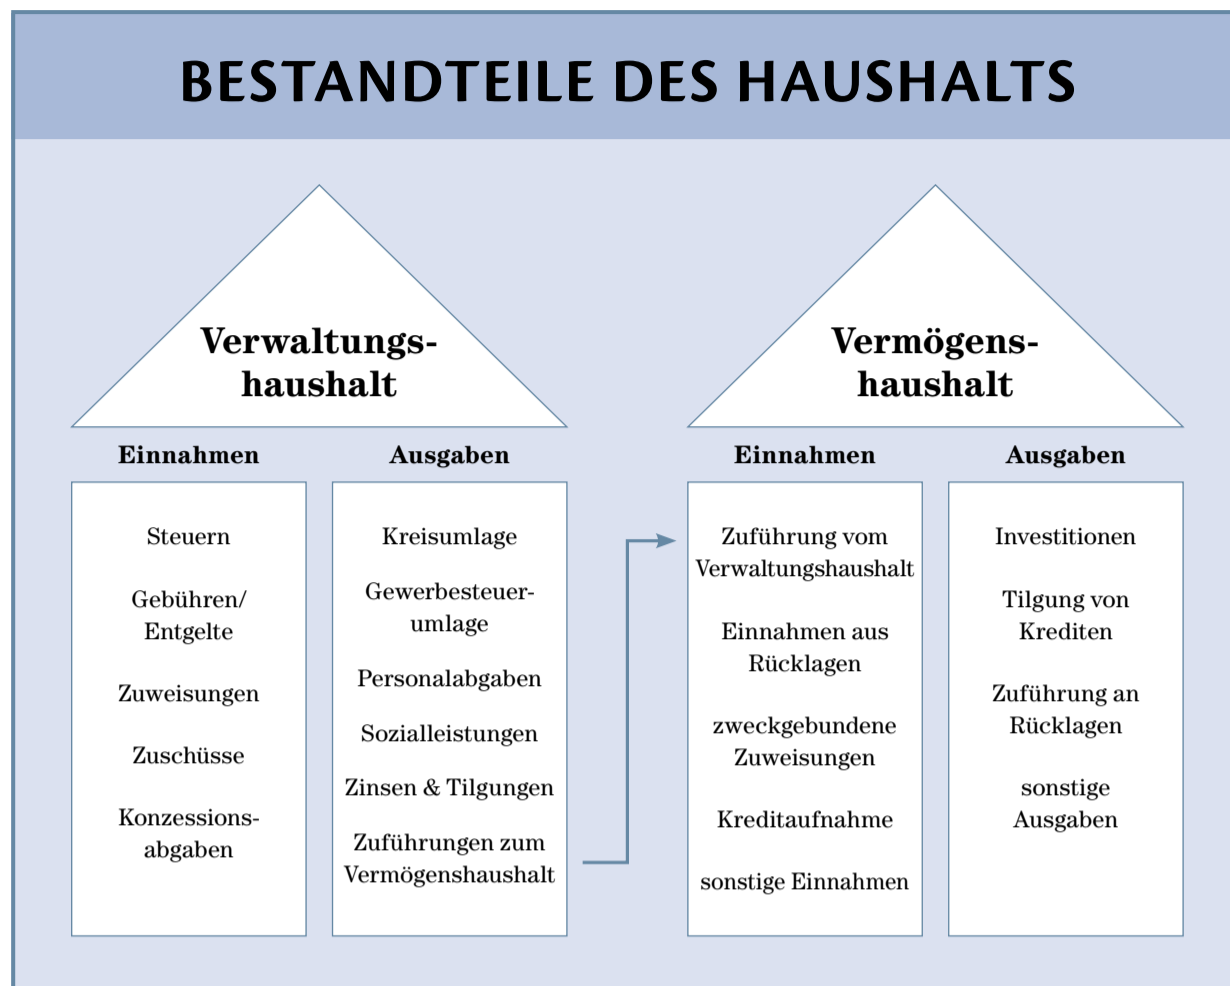 BESTANDTEILE DES HAUSHALTS
Verwaltungs-
haushalt
Einnahmen
Steuern
Gebühren/
Entgelte
Zuweisungen
Zuschüsse
Konzessions-
abgaben
Ausgaben
Kreisumlage
Gewerbesteuer-
umlage
Personalabgaben
Sozialleistungen
Zinsen & Tilgungen
Zuführungen zum
Vermögenshaushalt
Vermögens-
haushalt
Einnahmen
Zuführung vom
Verwaltungshaushalt
Einnahmen aus
Rücklagen
zweckgebundene
Zuweisungen
Kreditaufnahme
sonstige Einnahmen
Ausgaben
Investitionen
Tilgung von
Krediten
Zuführung an
Rücklagen
sonstige
Ausgaben